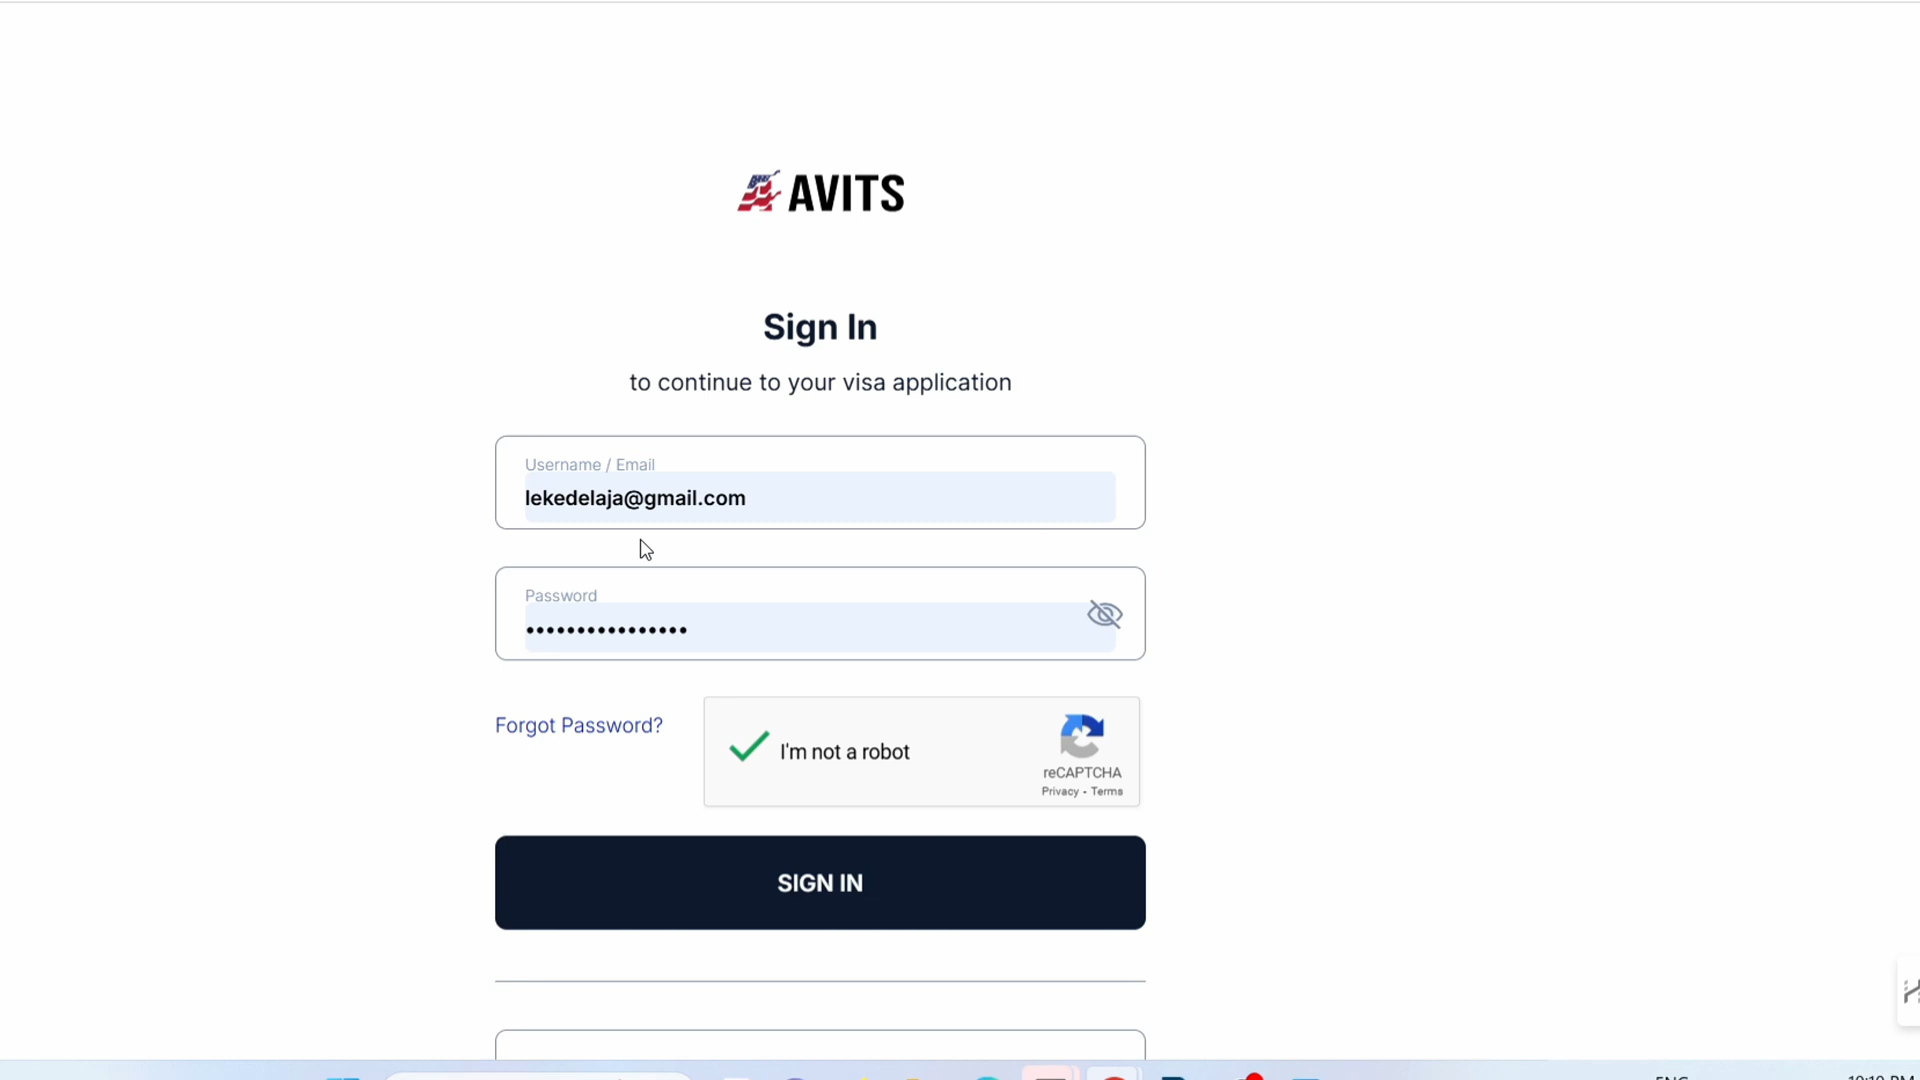 AVITS
Sign In
to continue to your visa application
Username / Email
lekedelaja@gmail.com
Password
••••••••••••••••
Forgot Password?
I'm not a robot
reCAPTCHA
Privacy - Terms
SIGN IN